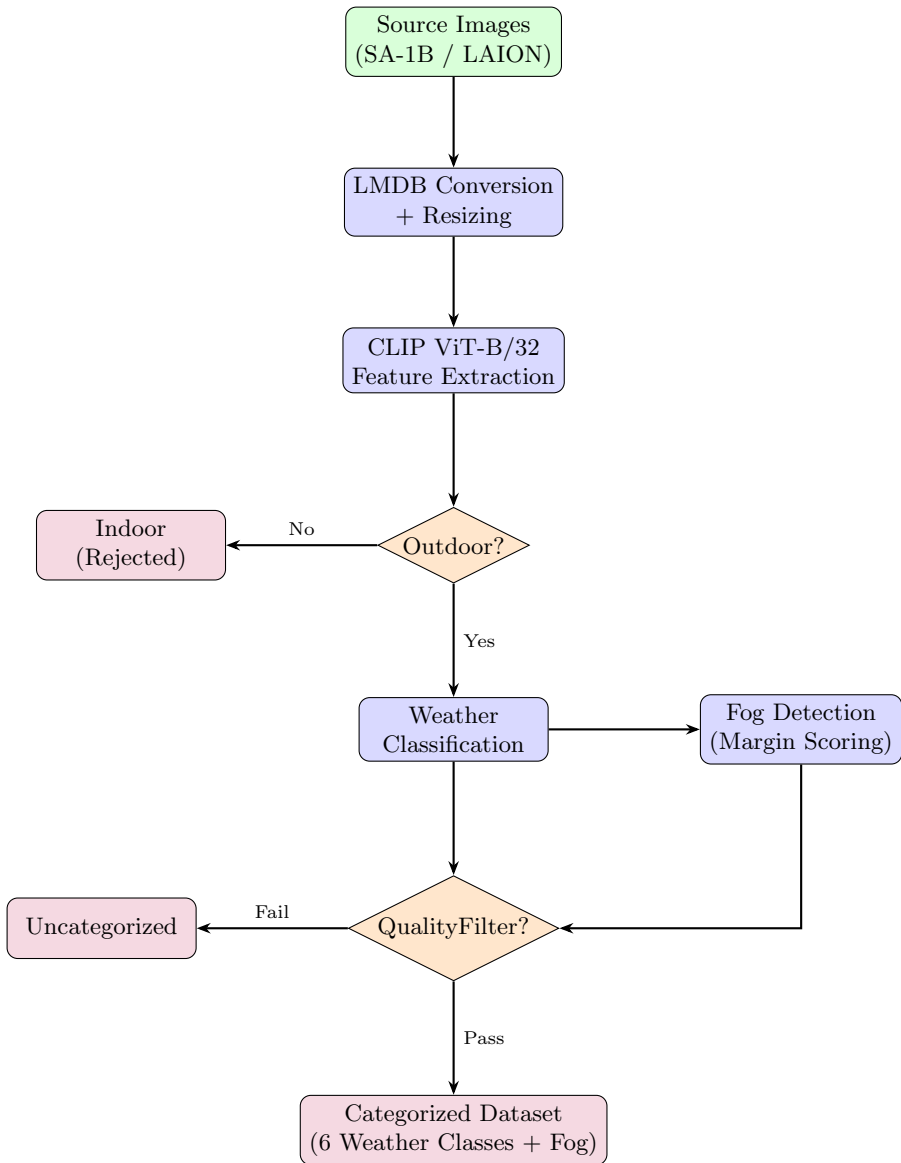 Source Images
(SA-1B / LAION)
LMDB Conversion
+ Resizing
CLIP ViT-B/32
Feature Extraction
Indoor
(Rejected)
No
Outdoor?
Yes
Weather
Classification
Fog Detection
(Margin Scoring)
Uncategorized
Fail
QualityFilter?
Pass
Categorized Dataset
(6 Weather Classes + Fog)